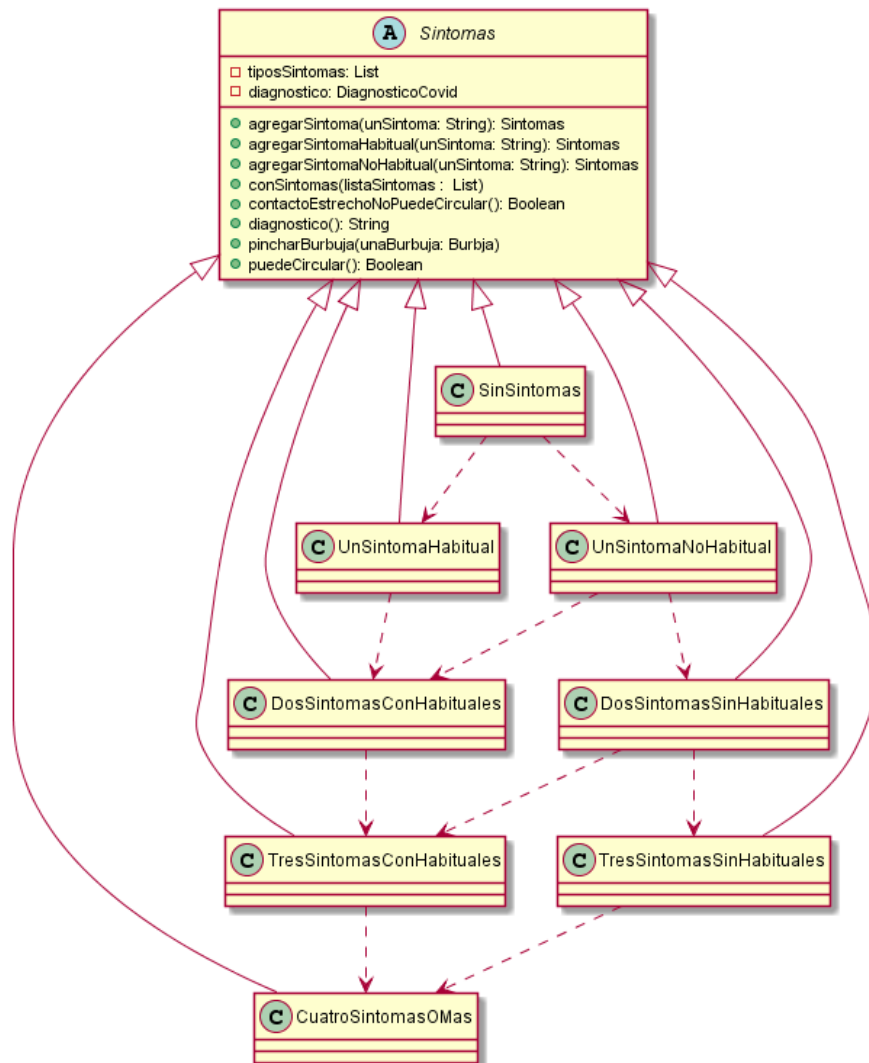 A Sintomas
tiposSintomas: List
diagnostico: DiagnosticoCovid
agregarSintoma(unSintoma: String): Sintomas
agregarSintomaHabitual(unSintoma: String): Sintomas
agregarSintomaNoHabitual(unSintoma: String): Sintomas
conSintomas(listaSintomas : List)
contactoEstrechoNoPuedeCircular(): Boolean
diagnostico(): String
pincharBurbuja(unaBurbuja: Burbja)
puedeCircular(): Boolean
C SinSintomas
C UnSintomaHabitual
C UnSintomaNoHabitual
C DosSintomasConHabituales
C DosSintomasSinHabituales
C TresSintomasConHabituales
C TresSintomasSinHabituales
C CuatroSintomasOMas